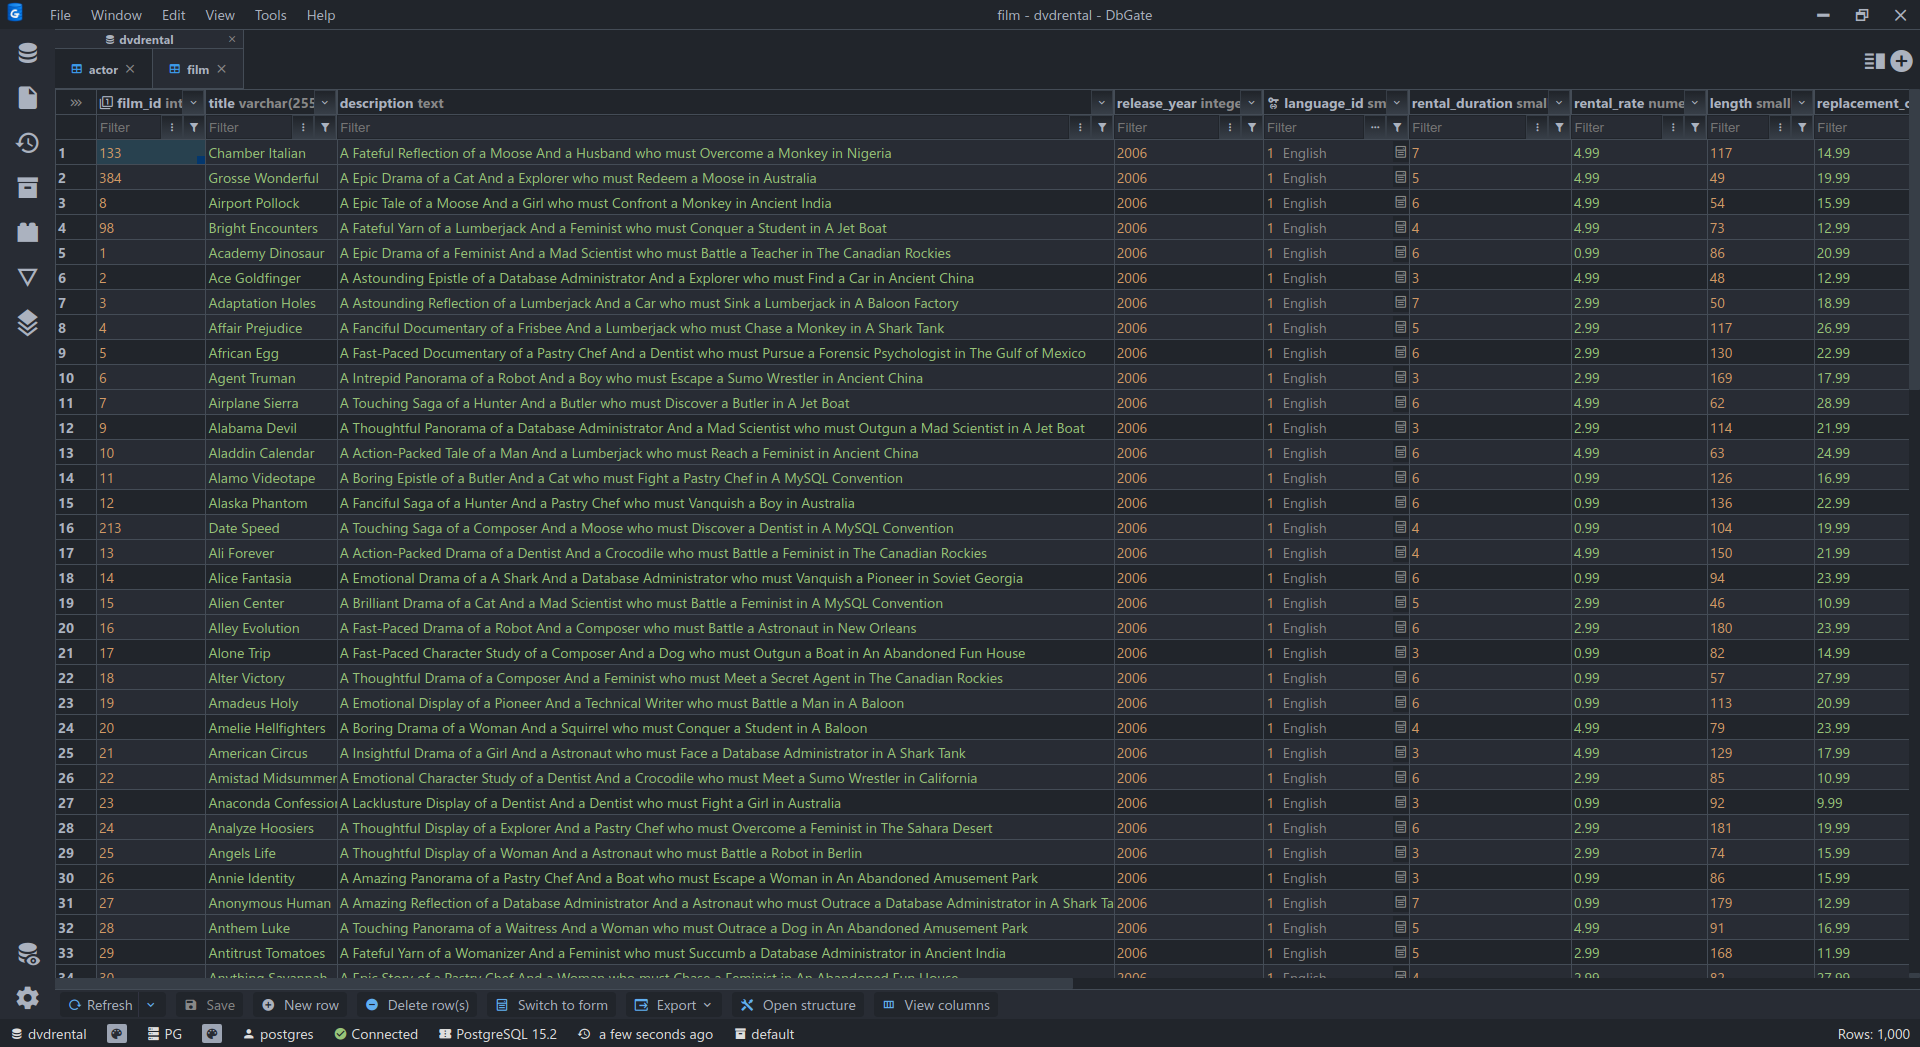 File Window Edit View Tools Help film - dvdrental - DbGate
dvdrental
actor film
film_id int title varchar(255 description text release_year intege language_id sm rental_duration smal rental_rate nume length small replacement_c
Filter Filter Filter Filter Filter Filter Filter Filter Filter
1 133 Chamber Italian A Fateful Reflection of a Moose And a Husband who must Overcome a Monkey in Nigeria 2006 1 English 7 4.99 117 14.99
2 384 Grosse Wonderful A Epic Drama of a Cat And a Explorer who must Redeem a Moose in Australia 2006 1 English 5 4.99 49 19.99
3 8 Airport Pollock A Epic Tale of a Moose And a Girl who must Confront a Monkey in Ancient India 2006 1 English 6 4.99 54 15.99
4 98 Bright Encounters A Fateful Yarn of a Lumberjack And a Feminist who must Conquer a Student in A Jet Boat 2006 1 English 4 4.99 73 12.99
5 1 Academy Dinosaur A Epic Drama of a Feminist And a Mad Scientist who must Battle a Teacher in The Canadian Rockies 2006 1 English 6 0.99 86 20.99
6 2 Ace Goldfinger A Astounding Epistle of a Database Administrator And a Explorer who must Find a Car in Ancient China 2006 1 English 3 4.99 48 12.99
7 3 Adaptation Holes A Astounding Reflection of a Lumberjack And a Car who must Sink a Lumberjack in A Baloon Factory 2006 1 English 7 2.99 50 18.99
8 4 Affair Prejudice A Fanciful Documentary of a Frisbee And a Lumberjack who must Chase a Monkey in A Shark Tank 2006 1 English 5 2.99 117 26.99
9 5 African Egg A Fast-Paced Documentary of a Pastry Chef And a Dentist who must Pursue a Forensic Psychologist in The Gulf of Mexico 2006 1 English 6 2.99 130 22.99
10 6 Agent Truman A Intrepid Panorama of a Robot And a Boy who must Escape a Sumo Wrestler in Ancient China 2006 1 English 3 2.99 169 17.99
11 7 Airplane Sierra A Touching Saga of a Hunter And a Butler who must Discover a Butler in A Jet Boat 2006 1 English 6 4.99 62 28.99
12 9 Alabama Devil A Thoughtful Panorama of a Database Administrator And a Mad Scientist who must Outgun a Mad Scientist in A Jet Boat 2006 1 English 3 2.99 114 21.99
13 10 Aladdin Calendar A Action-Packed Tale of a Man And a Lumberjack who must Reach a Feminist in Ancient China 2006 1 English 6 4.99 63 24.99
14 11 Alamo Videotape A Boring Epistle of a Butler And a Cat who must Fight a Pastry Chef in A MySQL Convention 2006 1 English 6 0.99 126 16.99
15 12 Alaska Phantom A Fanciful Saga of a Hunter And a Pastry Chef who must Vanquish a Boy in Australia 2006 1 English 6 0.99 136 22.99
16 213 Date Speed A Touching Saga of a Composer And a Moose who must Discover a Dentist in A MySQL Convention 2006 1 English 4 0.99 104 19.99
17 13 Ali Forever A Action-Packed Drama of a Dentist And a Crocodile who must Battle a Feminist in The Canadian Rockies 2006 1 English 4 4.99 150 21.99
18 14 Alice Fantasia A Emotional Drama of a A Shark And a Database Administrator who must Vanquish a Pioneer in Soviet Georgia 2006 1 English 6 0.99 94 23.99
19 15 Alien Center A Brilliant Drama of a Cat And a Mad Scientist who must Battle a Feminist in A MySQL Convention 2006 1 English 5 2.99 46 10.99
20 16 Alley Evolution A Fast-Paced Drama of a Robot And a Composer who must Battle a Astronaut in New Orleans 2006 1 English 6 2.99 180 23.99
21 17 Alone Trip A Fast-Paced Character Study of a Composer And a Dog who must Outgun a Boat in An Abandoned Fun House 2006 1 English 3 0.99 82 14.99
22 18 Alter Victory A Thoughtful Drama of a Composer And a Feminist who must Meet a Secret Agent in The Canadian Rockies 2006 1 English 6 0.99 57 27.99
23 19 Amadeus Holy A Emotional Display of a Pioneer And a Technical Writer who must Battle a Man in A Baloon 2006 1 English 6 0.99 113 20.99
24 20 Amelie Hellfighters A Boring Drama of a Woman And a Squirrel who must Conquer a Student in A Baloon 2006 1 English 4 4.99 79 23.99
25 21 American Circus A Insightful Drama of a Girl And a Astronaut who must Face a Database Administrator in A Shark Tank 2006 1 English 3 4.99 129 17.99
26 22 Amistad Midsummer A Emotional Character Study of a Dentist And a Crocodile who must Meet a Sumo Wrestler in California 2006 1 English 6 2.99 85 10.99
27 23 Anaconda Confession A Lacklusture Display of a Dentist And a Dentist who must Fight a Girl in Australia 2006 1 English 3 0.99 92 9.99
28 24 Analyze Hoosiers A Thoughtful Display of a Explorer And a Pastry Chef who must Overcome a Feminist in The Sahara Desert 2006 1 English 6 2.99 181 19.99
29 25 Angels Life A Thoughtful Display of a Woman And a Astronaut who must Battle a Robot in Berlin 2006 1 English 3 2.99 74 15.99
30 26 Annie Identity A Amazing Panorama of a Pastry Chef And a Boat who must Escape a Woman in An Abandoned Amusement Park 2006 1 English 3 0.99 86 15.99
31 27 Anonymous Human A Amazing Reflection of a Database Administrator And a Astronaut who must Outrace a Database Administrator in A Shark Ta 2006 1 English 7 0.99 179 12.99
32 28 Anthem Luke A Touching Panorama of a Waitress And a Woman who must Outrace a Dog in An Abandoned Amusement Park 2006 1 English 5 4.99 91 16.99
33 29 Antitrust Tomatoes A Fateful Yarn of a Womanizer And a Feminist who must Succumb a Database Administrator in Ancient India 2006 1 English 5 2.99 168 11.99
34 30 Anything Savannah A Epic Story of a Pastry Chef And a Woman who must Chase a Feminist in An Abandoned Fun House 2006 1 English 4 2.99 82 27.99
Refresh Save New row Delete row(s) Switch to form Export Open structure View columns
dvdrental PG postgres Connected PostgreSQL 15.2 a few seconds ago default Rows: 1,000